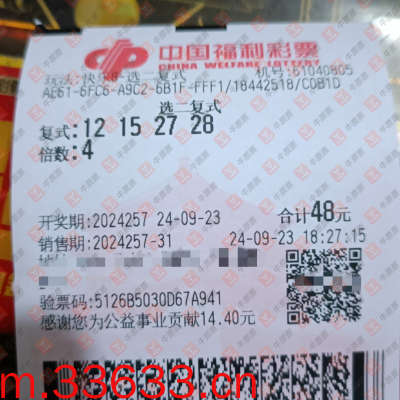 中国福利彩票
CHINA WELFARE LOTTERY
玩法:快乐8-选二复式 机号:61040805
AE61-6FC6-A9C2-6B1F-FFF1/18442518/C0B1D
选二复式
复式:12 15 27 28
倍数:4
开奖期:2024257 24-09-23 合计48元
销售期:2024257-31 24-09-23 18:27:15
验票码:5126B5030D67A941
感谢您为公益事业贡献14.40元
m.33633.cn